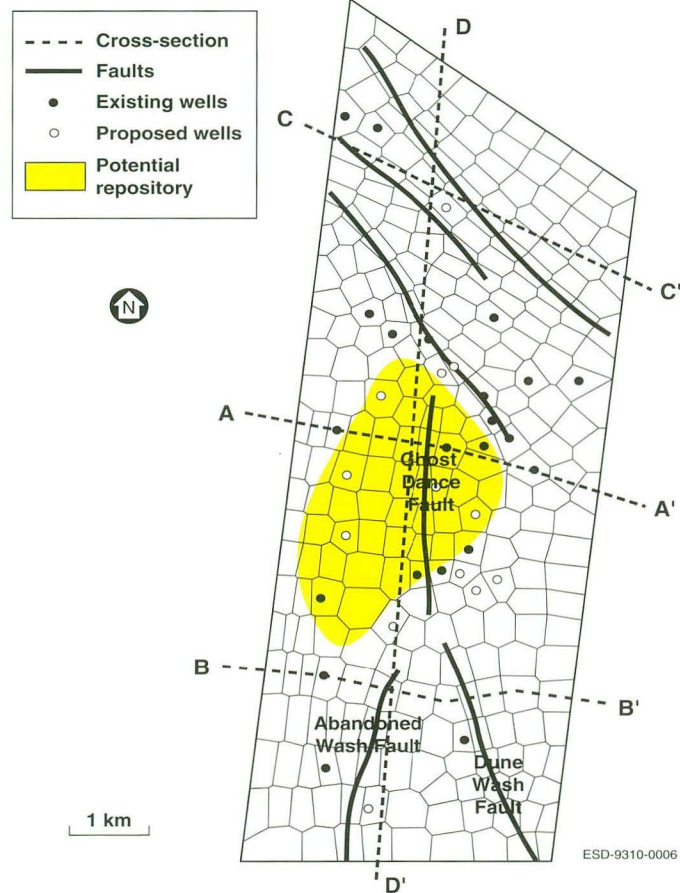 Cross-section
Faults
Existing wells
Proposed wells
Potential
repository
D
C
C'
N
A
Ghost
Dance
Fault
A'
B
B'
Abandoned
Wash Fault
Dune
Wash
Fault
1 km
D'
ESD-9310-0006